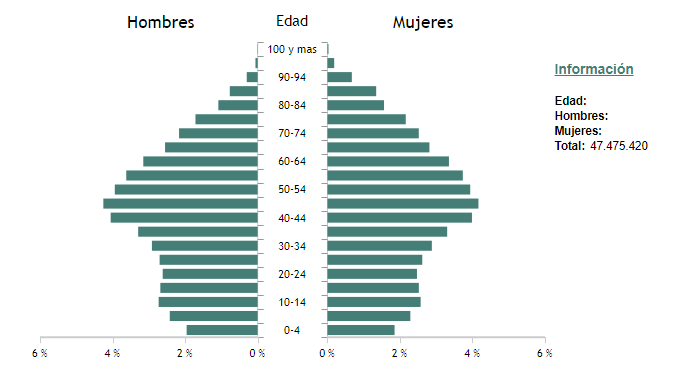 Hombres
Edad
Mujeres
100 y mas
90-94
80-84
70-74
60-64
50-54
40-44
30-34
20-24
10-14
0-4
6 %
4 %
2 %
0 %
0 %
2 %
4 %
6 %
Información
Edad:
Hombres:
Mujeres:
Total: 47.475.420